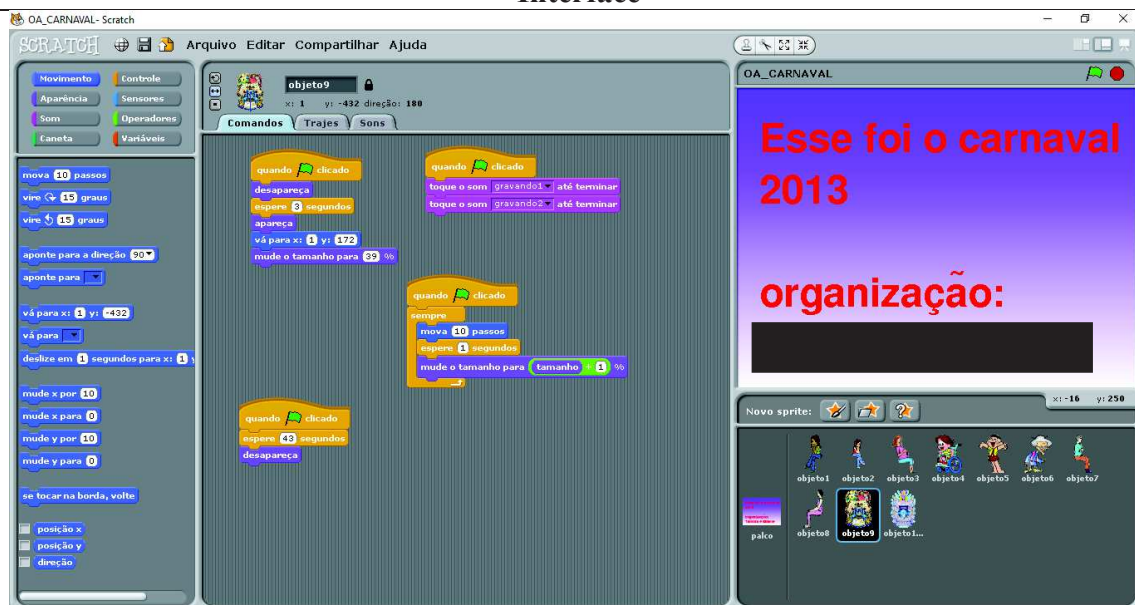 Interface
OA_CARNAVAL- Scratch
SCRATCH
Arquivo Editar Compartilhar Ajuda
Movimento
Controle
Aparência
Sensores
Som
Operadores
Caneta
Variáveis
mova 10 passos
vire 15 graus
vire 15 graus
aponte para a direção 90
aponte para
vá para x: 1 y: -432
vá para
deslize em 1 segundos para x: 1 y
mude x por 10
mude x para 0
mude y por 10
mude y para 0
se tocar na borda, volte
posição x
posição y
direção
objeto9
x: 1 y: -432 direção: 180
Comandos Trajes Sons
quando clicado
desapareça
espere 3 segundos
apareça
vá para x: 1 y: 172
mude o tamanho para 39 %
quando clicado
toque o som gravando1 até terminar
toque o som gravando2 até terminar
quando clicado
sempre
mova 10 passos
espere 1 segundos
mude o tamanho para tamanho + 1 %
quando clicado
espere 43 segundos
desapareça
OA_CARNAVAL
Esse foi o carnaval
2013
organização:
x: -16 y: 250
Novo sprite:
objeto1 objeto2 objeto3 objeto4 objeto5 objeto6 objeto7
objeto8 objeto9 objeto1...
palco